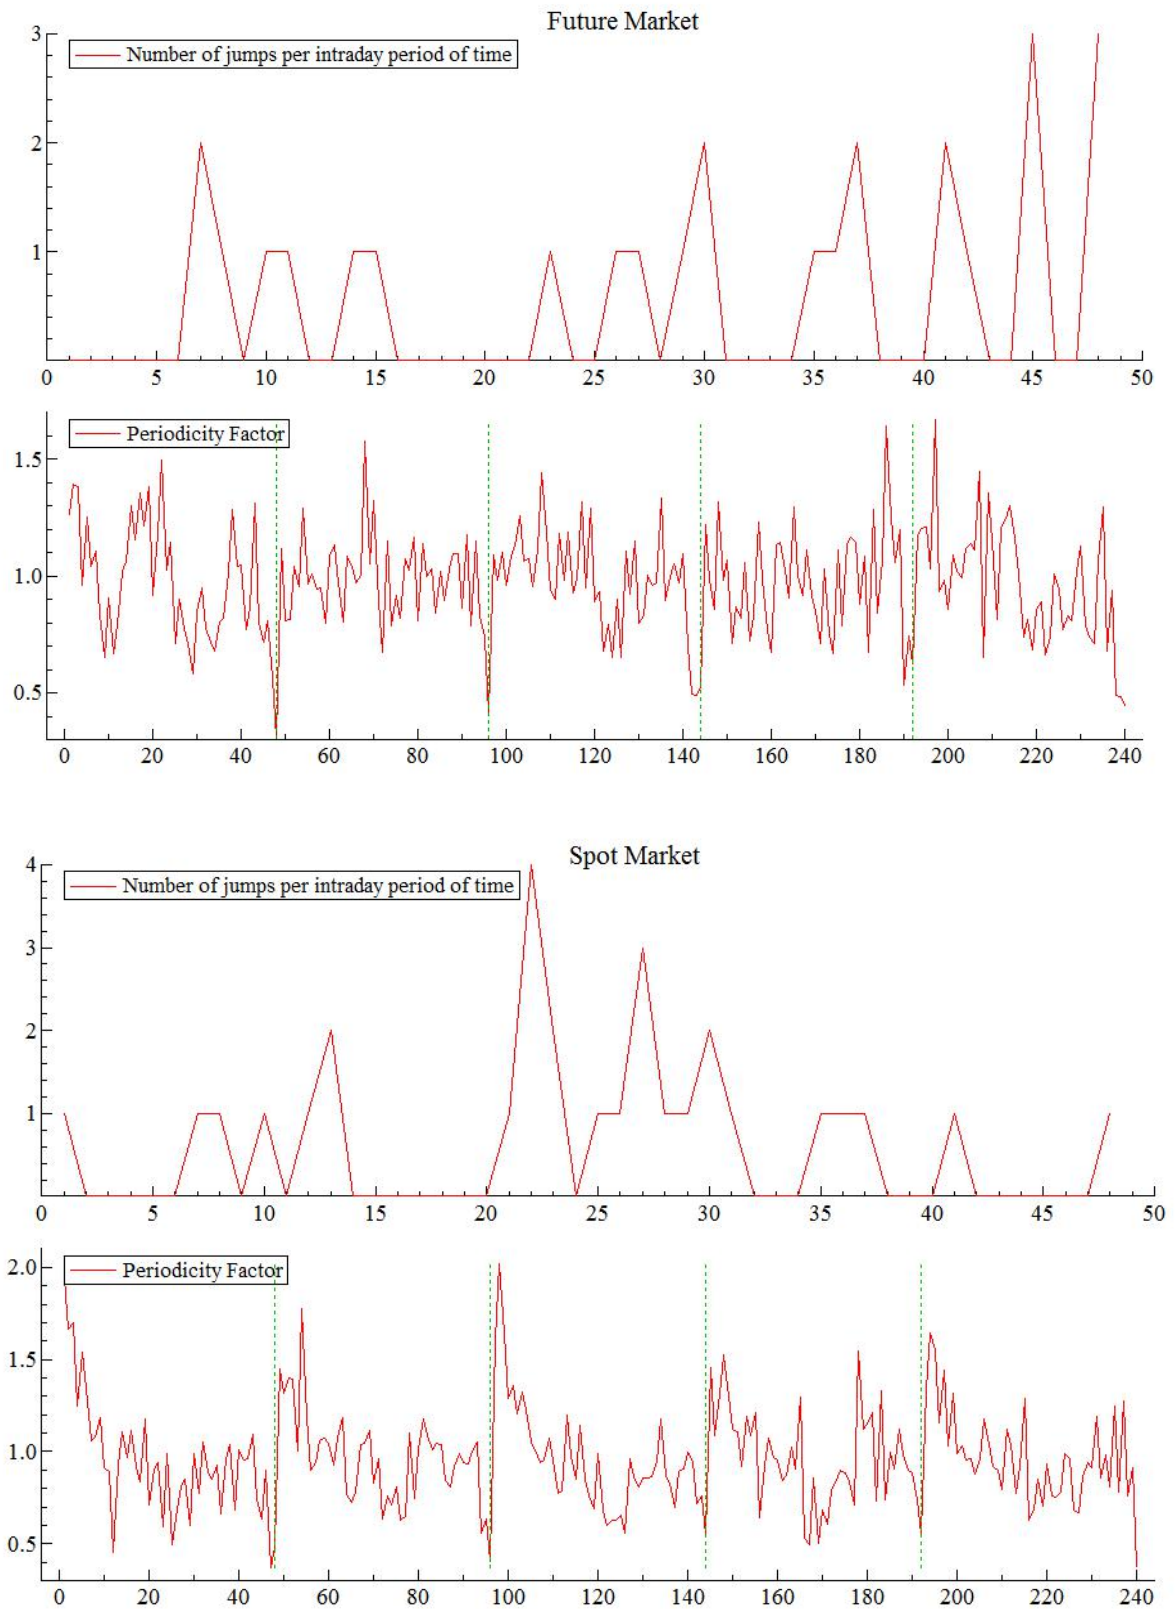 Future Market
3
Number of jumps per intraday period of time
2
1
0 5 10 15 20 25 30 35 40 45 50
Periodicity Factor
1.5
1.0
0.5
0 20 40 60 80 100 120 140 160 180 200 220 240
Spot Market
4
Number of jumps per intraday period of time
3
2
1
0 5 10 15 20 25 30 35 40 45 50
2.0
Periodicity Factor
1.5
1.0
0.5
0 20 40 60 80 100 120 140 160 180 200 220 240